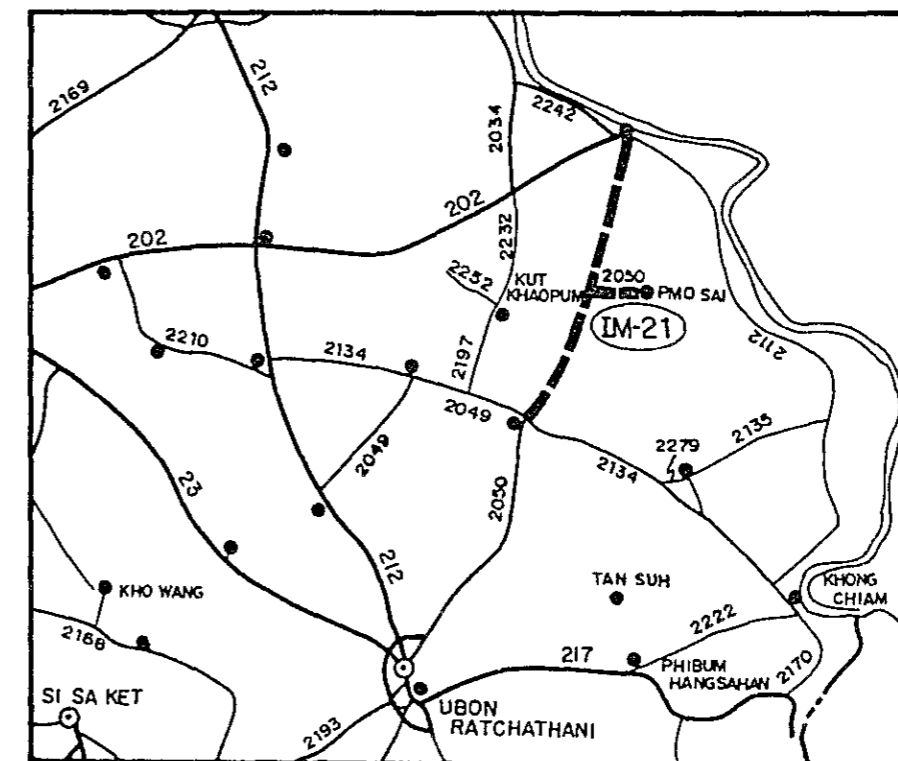 212
2169
2034
2242
202
202
2232
2252
KUT
KHAOPUM
2050
PMO SAI
IM-21
2210
2134
2197
2112
2049
2049
2279
2135
2134
23
2050
212
KHO WANG
TAN SUH
KHONG
CHIAM
2168
2222
217
PHIBUM
HANGSAHAN
2170
SI SA KET
UBON
RATCHATHANI
2193